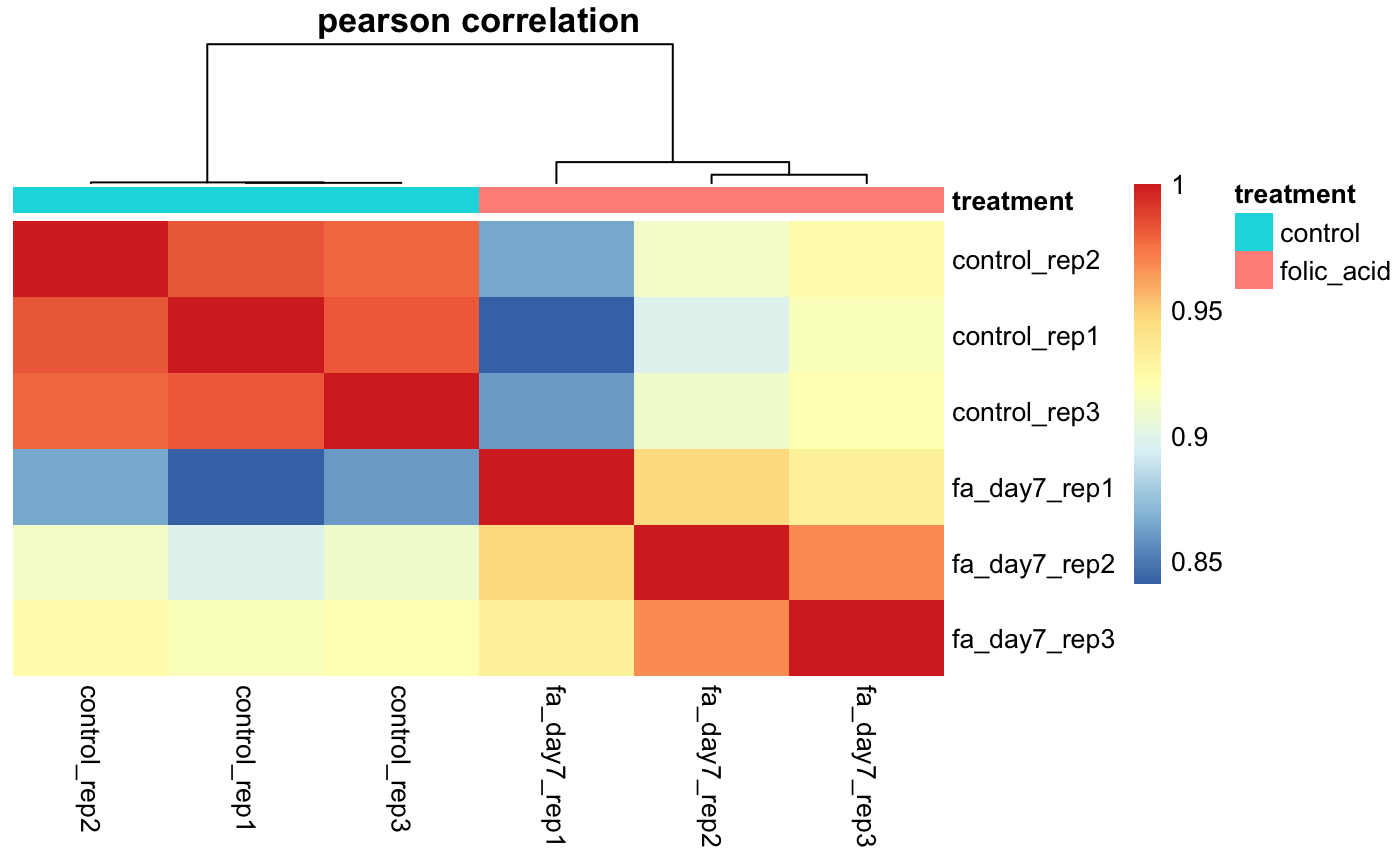 pearson correlation
treatment
control_rep2
control_rep1
control_rep3
fa_day7_rep1
fa_day7_rep2
fa_day7_rep3
control_rep2
control_rep1
control_rep3
fa_day7_rep1
fa_day7_rep2
fa_day7_rep3
1
0.95
0.9
0.85
treatment
control
folic_acid